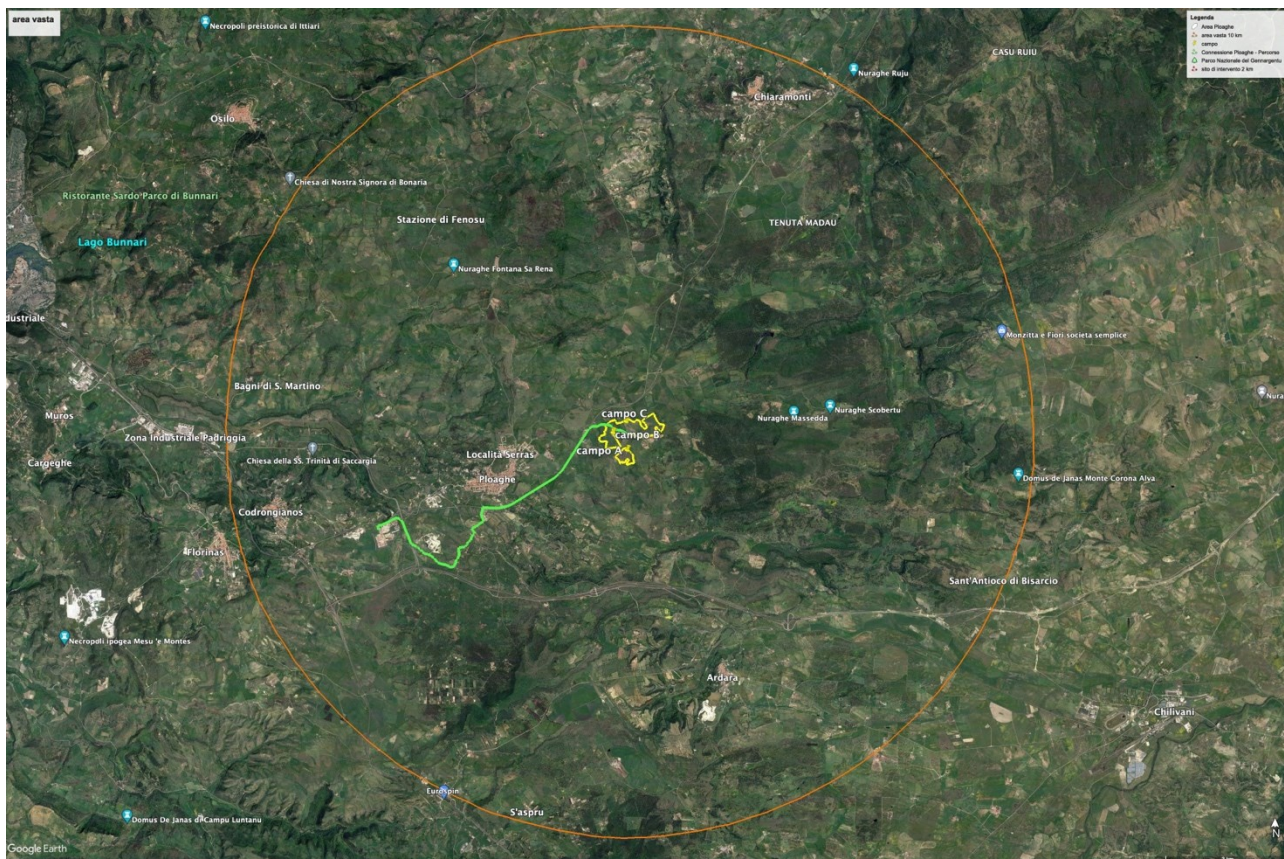 area vasta
Necropoli preistorica di Ittiari
Legenda
Area Ploaghe
area vasta 10 km
campo
Connessione Ploaghe - Percorso
Parco Nazionale del Gennargentu
sito di intervento 2 km
CASU RUIU
Nuraghe Ruju
Chiaramonti
Osilo
Chiesa di Nostra Signora di Bonaria
Ristorante Sardo Parco di Bunnari
Stazione di Fenosu
TENUTA MADAU
Lago Bunnari
Nuraghe Fontana Sa Rena
dustriale
Monzitta e Fiori società semplice
Bagni di S. Martino
Nura
Muros
campo C
Nuraghe Massedda
Nuraghe Scobertu
Zona Industriale Padriggia
campo B
Cargeghe
Chiesa della SS. Trinità di Saccargia
Località Serras
campo A
Ploaghe
Domus de Janas Monte Corona Alva
Codrongianos
Florinas
Sant'Antioco di Bisarcio
Necropoli ipogea Mesu 'e Montes
Ardara
Chilivani
Eurospin
S'aspru
Domus De Janas de Campu Luntanu
Google Earth
N